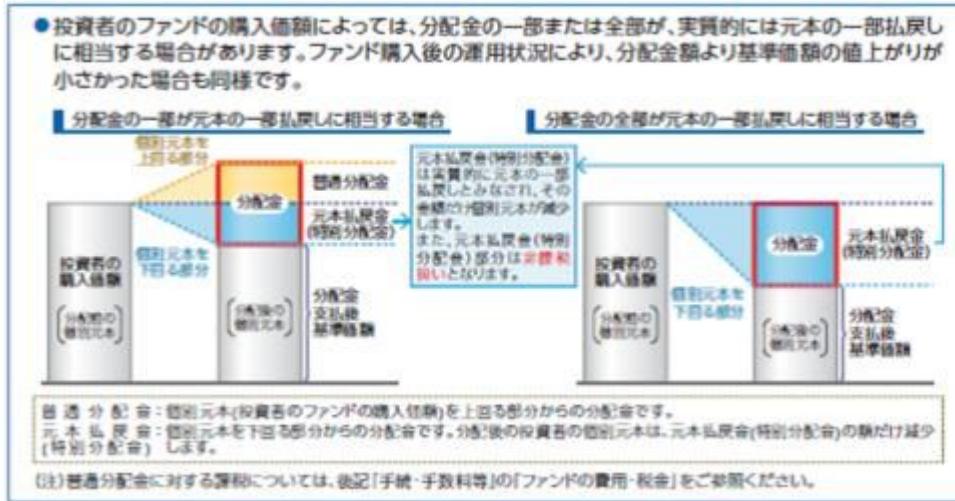 ●投資者のファンドの購入価額によっては、分配金の一部または全部が、実質的には元本の一部払戻し
に相当する場合があります。ファンド購入後の運用状況により、分配金額より基準価額の値上がりが
小さかった場合も同様です。
分配金の一部が元本の一部払戻しに相当する場合
個別元本を
上回る部分
分配金
普通分配金
元本払戻金
(特別分配金)
個別元本を
下回る部分
投資者の
購入価額
(分配前の
個別元本)
(分配後の
個別元本)
分配金
支払後
基準価額
元本払戻金(特別分配金)
は実質的に元本の一部
払戻しとみなされ、その
金額だけ個別元本が減少
します。
また、元本払戻金(特別
分配金)部分は非課税
扱いとなります。
分配金の全部が元本の一部払戻しに相当する場合
投資者の
購入価額
(分配前の
個別元本)
個別元本を
下回る部分
分配金
元本払戻金
(特別分配金)
(分配後の
個別元本)
分配金
支払後
基準価額
普通分配金:個別元本(投資者のファンドの購入価額)を上回る部分からの分配金です。
元本払戻金:個別元本を下回る部分からの分配金です。分配後の投資者の個別元本は、元本払戻金(特別分配金)の額だけ減少
(特別分配金) します。
(注)普通分配金に対する課税については、後記「手続・手数料等」の「ファンドの費用・税金」をご参照ください。